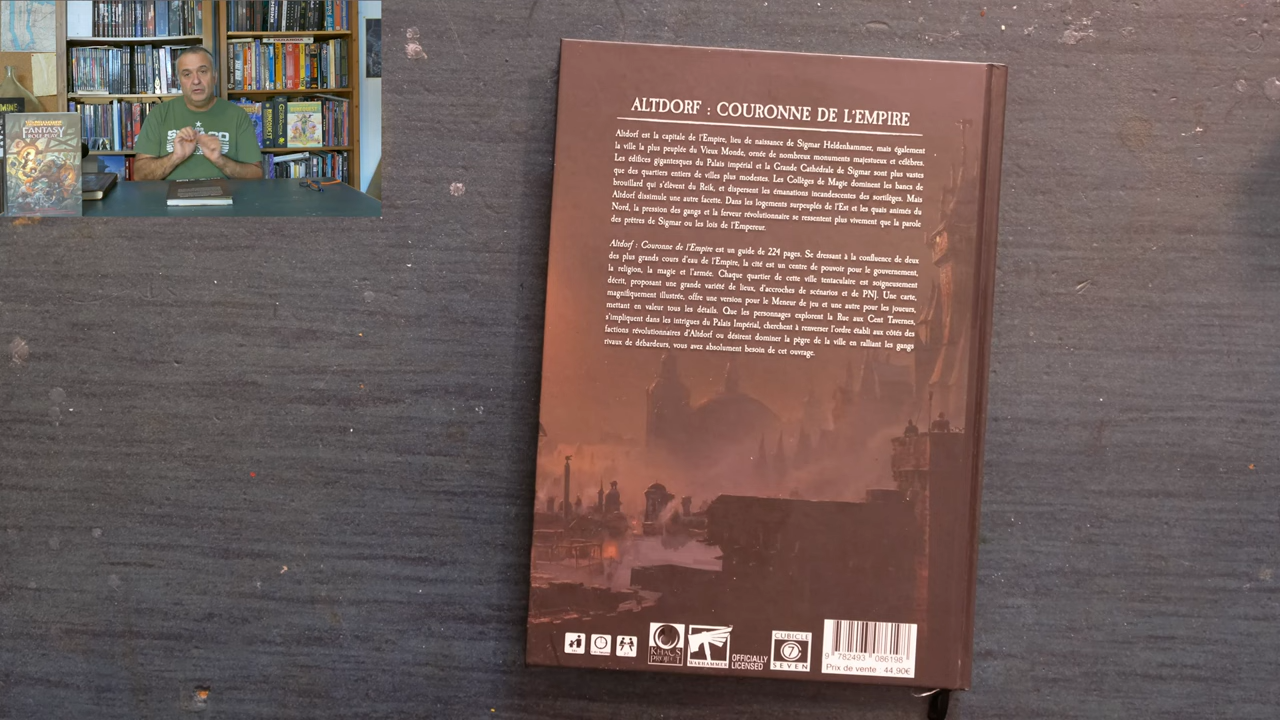 WARHAMMER
FANTASY
ROLE PLAY
ALTDORF : COURONNE DE L'EMPIRE
Altdorf est la capitale de l'Empire, lieu de naissance de Sigmar Heldenhammer, mais également
la ville la plus peuplée du Vieux Monde, ornée de nombreux monuments majestueux et célèbres.
Les édifices gigantesques du Palais impérial et la Grande Cathédrale de Sigmar sont plus vastes
que des quartiers entiers de villes plus modestes. Les Collèges de Magie dominent les bancs de
brouillard qui s'élèvent du Reik, et dispersent les émanations incandescentes des sortilèges. Mais
Altdorf dissimule une autre facette. Dans les logements surpeuplés de l'Est et les quais animés du
Nord, la pression des gangs et la ferveur révolutionnaire se ressentent plus vivement que la parole
des prêtres de Sigmar ou les lois de l'Empereur.
Altdorf : Couronne de l'Empire est un guide de 224 pages. Se dressant à la confluence de deux
des plus grands cours d'eau de l'Empire, la cité est un centre de pouvoir pour le gouvernement,
la religion, la magie et l'armée. Chaque quartier de cette ville tentaculaire est soigneusement
décrit, proposant une grande variété de lieux, d'accroches de scénarios et de PNJ. Une carte,
magnifiquement illustrée, offre une version pour le Meneur de jeu et une autre pour les joueurs,
mettant en valeur tous les détails. Que les personnages explorent la Rue aux Cent Tavernes,
s'impliquent dans les intrigues du Palais Impérial, cherchent à renverser l'ordre établi aux côtés des
factions révolutionnaires d'Altdorf ou désirent dominer la pègre de la ville en ralliant les gangs
rivaux de débardeurs, vous avez absolument besoin de cet ouvrage.
KHAOS
PROJECT
WARHAMMER
OFFICIALLY
LICENSED
CUBICLE
7
SEVEN
9 782493 086198
Prix de vente : 44,90€